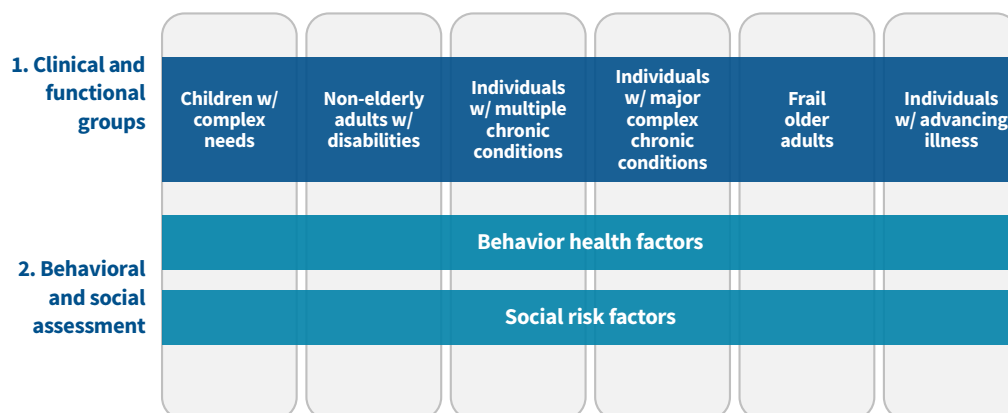 1. Clinical and
functional
groups
Children w/
complex
needs
Non-elderly
adults w/
disabilities
Individuals
w/ multiple
chronic
conditions
Individuals
w/ major
complex
chronic
conditions
Frail
older
adults
Individuals
w/ advancing
illness
2. Behavioral
and social
assessment
Behavior health factors
Social risk factors